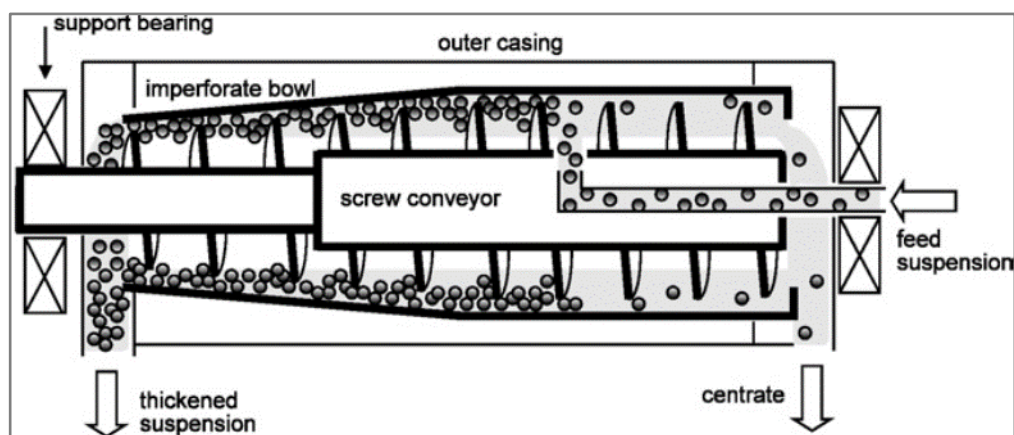 support bearing
outer casing
imperforate bowl
screw conveyor
feed
suspension
thickened
suspension
centrate